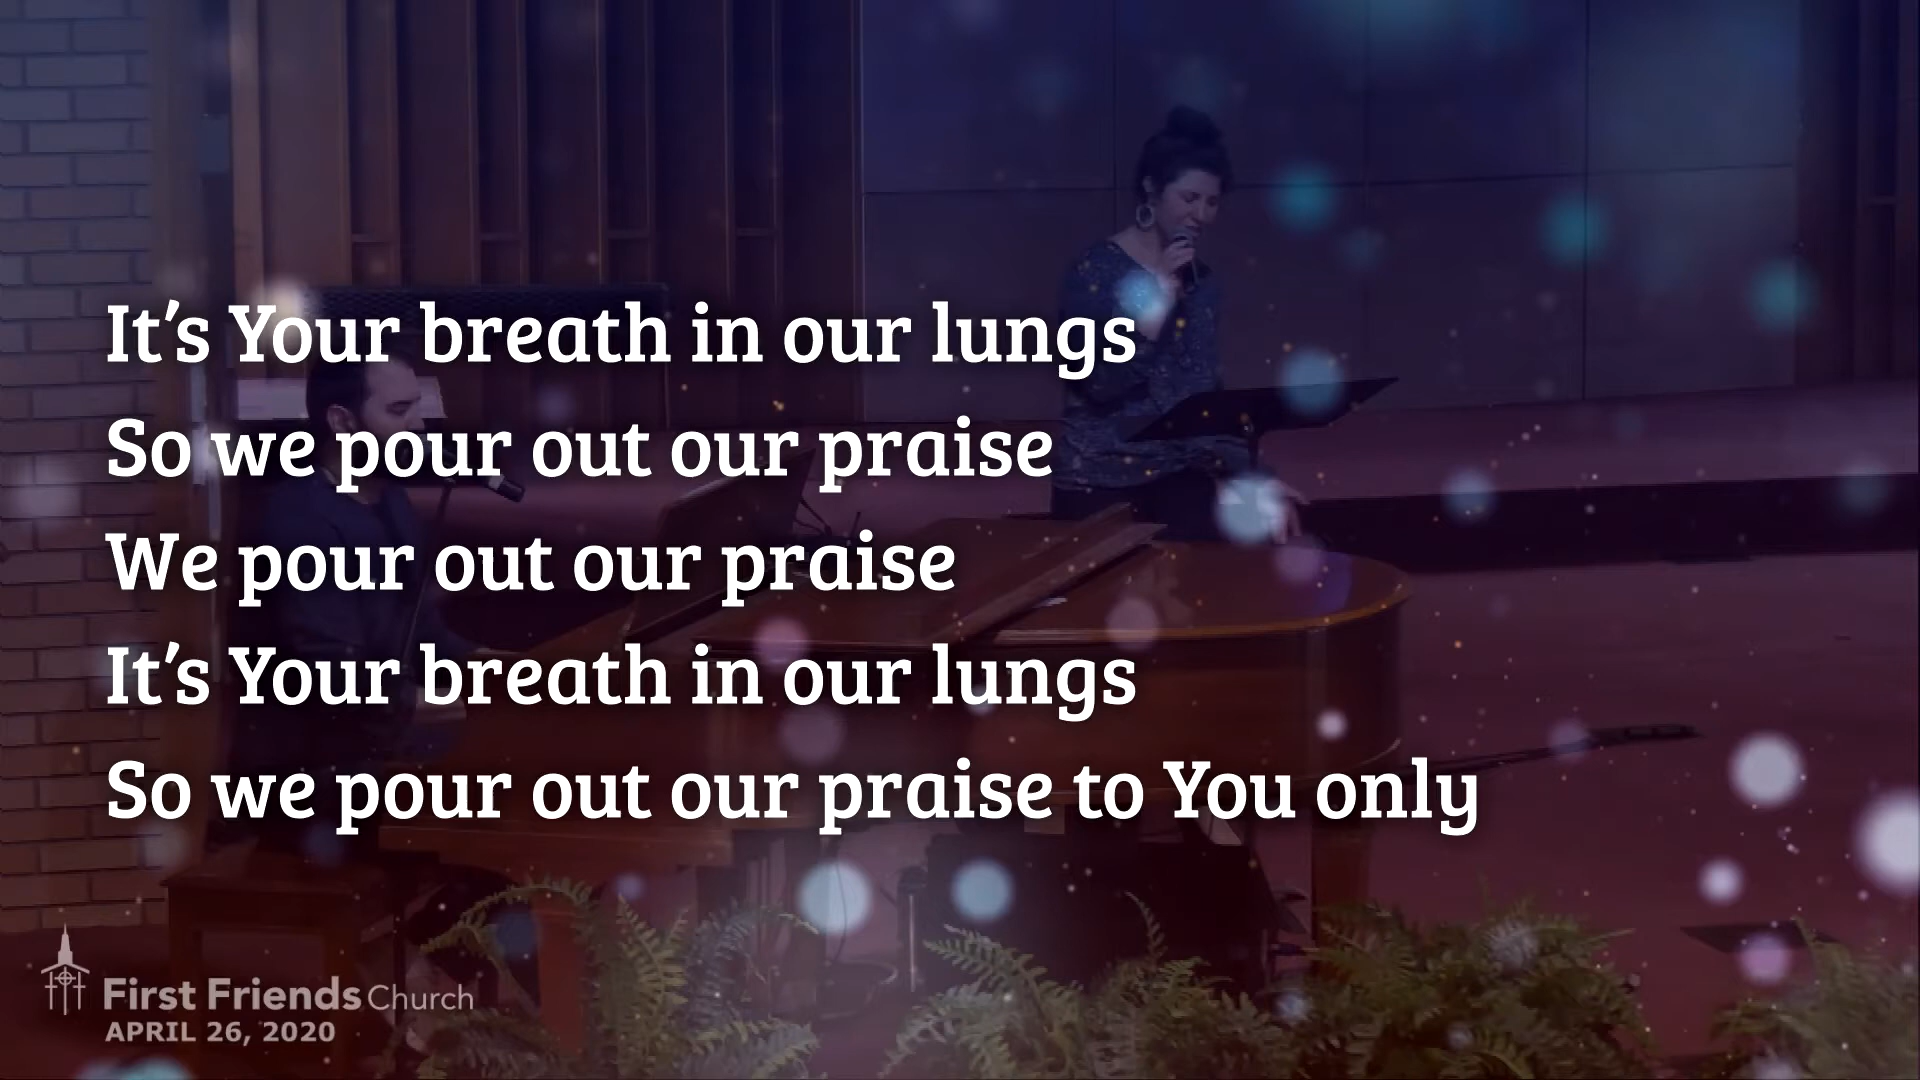 It’s Your breath in our lungs
So we pour out our praise
We pour out our praise
It’s Your breath in our lungs
So we pour out our praise to You only
First Friends Church
APRIL 26, 2020